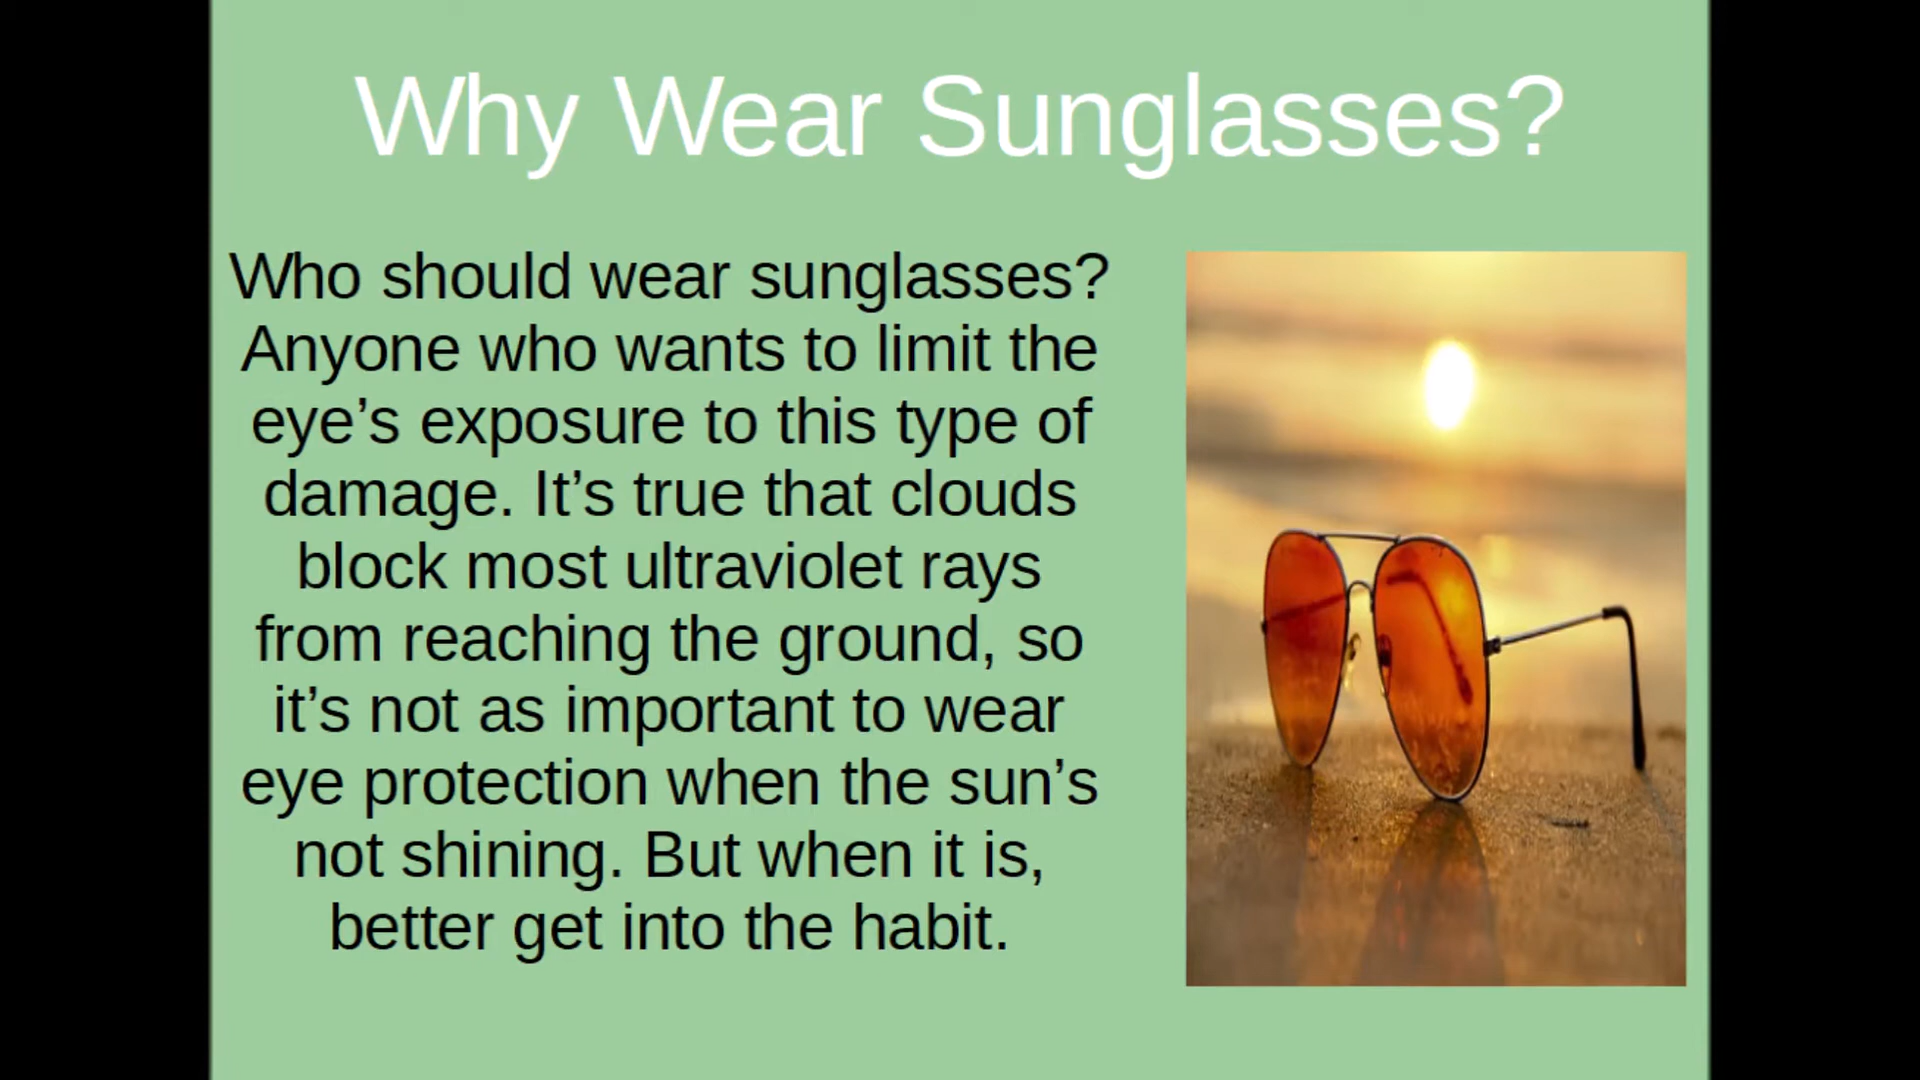 Why Wear Sunglasses?
Who should wear sunglasses?
Anyone who wants to limit the
eye’s exposure to this type of
damage. It’s true that clouds
block most ultraviolet rays
from reaching the ground, so
it’s not as important to wear
eye protection when the sun’s
not shining. But when it is,
better get into the habit.